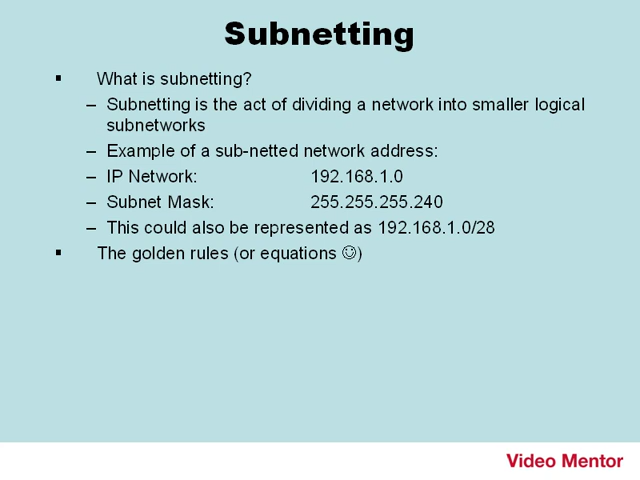 Subnetting
▪ What is subnetting?
– Subnetting is the act of dividing a network into smaller logical
subnetworks
– Example of a sub-netted network address:
– IP Network: 192.168.1.0
– Subnet Mask: 255.255.255.240
– This could also be represented as 192.168.1.0/28
▪ The golden rules (or equations ☺)
Video Mentor